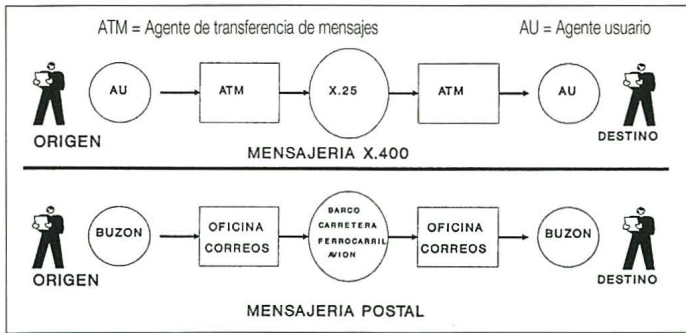 ATM = Agente de transferencia de mensajes
AU = Agente usuario
AU
ATM
X.25
ATM
AU
ORIGEN
DESTINO
MENSAJERIA X.400
BUZON
OFICINA
CORREOS
BARCO
CARRETERA
FERROCARRIL
AVION
OFICINA
CORREOS
BUZON
ORIGEN
DESTINO
MENSAJERIA POSTAL